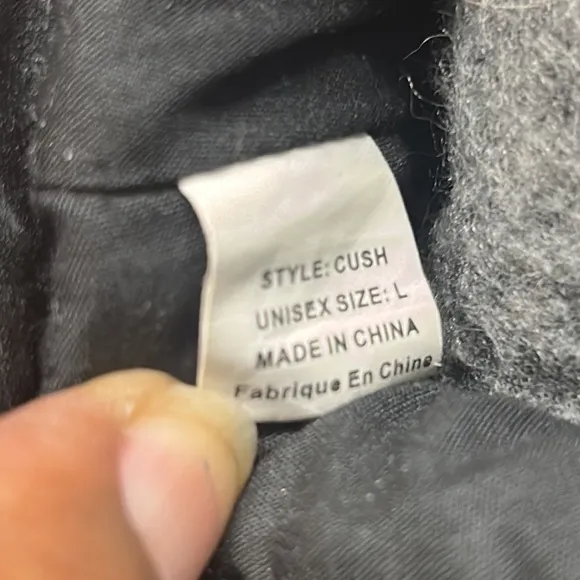 STYLE: CUSH
UNISEX SIZE: L
MADE IN CHINA
Fabrique En Chine